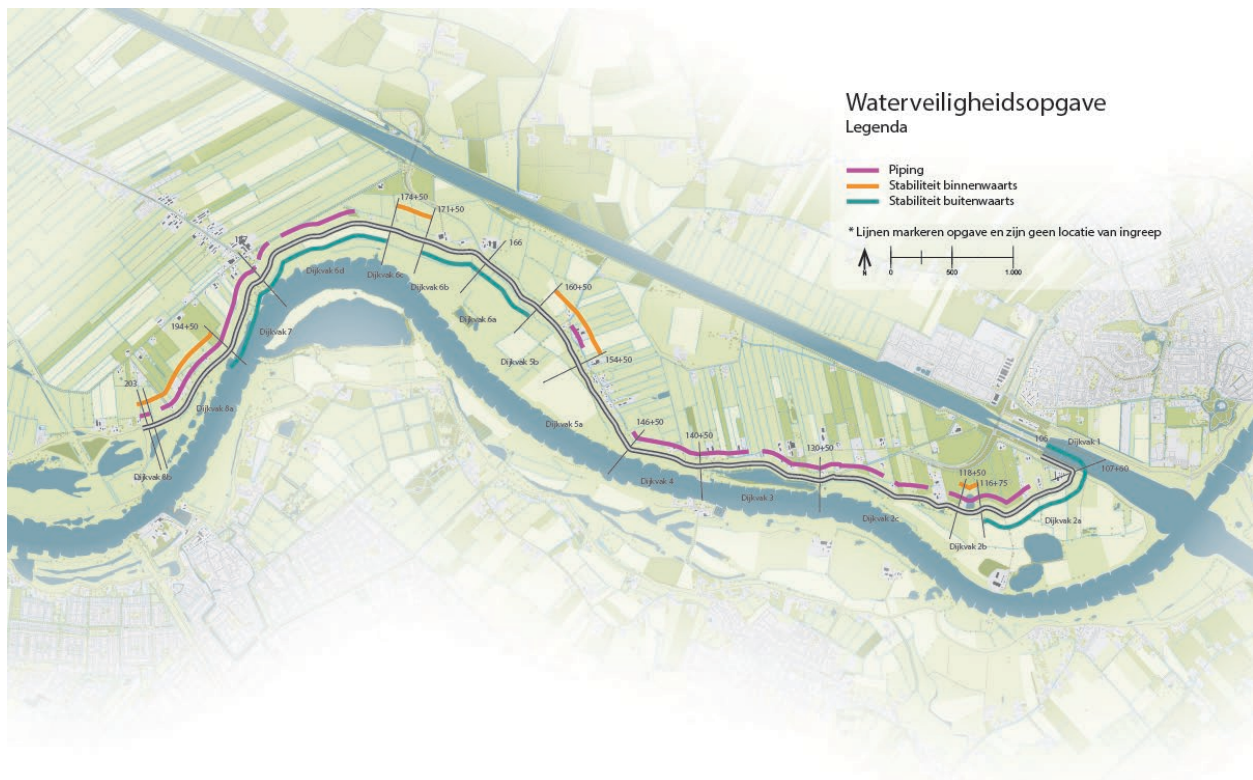 Waterveiligheidsopgave
Legenda
Piping
Stabiliteit binnenwaarts
Stabiliteit buitenwaarts
* Lijnen markeren opgave en zijn geen locatie van ingreep
N
0
500
1.000
174+50
171+50
166
Dijkvak 6d
Dijkvak 6c
Dijkvak 6b
160+50
Dijkvak 6a
194+50
Dijkvak 7
Dijkvak 5b
154+50
203
Dijkvak 8a
Dijkvak 5a
146+50
140+50
130+50
106
Dijkvak 1
107+60
118+50
116+75
Dijkvak 8b
Dijkvak 4
Dijkvak 3
Dijkvak 2c
Dijkvak 2a
Dijkvak 2b